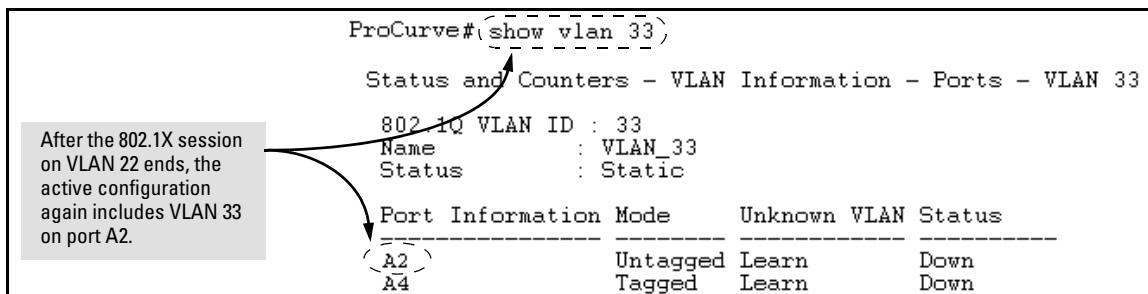 ProCurve# show vlan 33
Status and Counters - VLAN Information - Ports - VLAN 33
802.1Q VLAN ID : 33
Name : VLAN_33
Status : Static
Port Information Mode Unknown VLAN Status
---------------- -------- ------------ ----------
A2 Untagged Learn Down
A4 Tagged Learn Down
After the 802.1X session
on VLAN 22 ends, the
active configuration
again includes VLAN 33
on port A2.